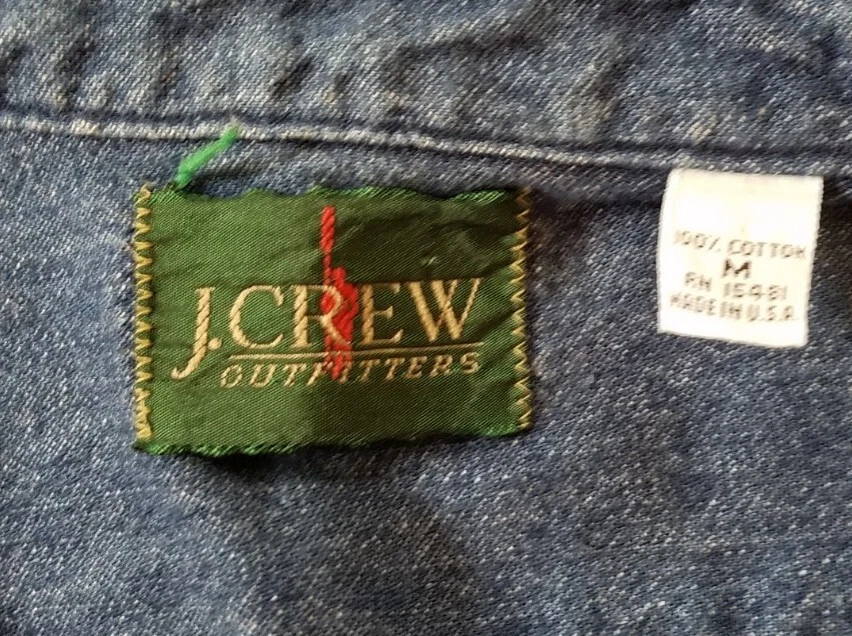 J.CREW
OUTFITTERS
100% COTTON
M
RN 15481
MADE IN U.S.A.